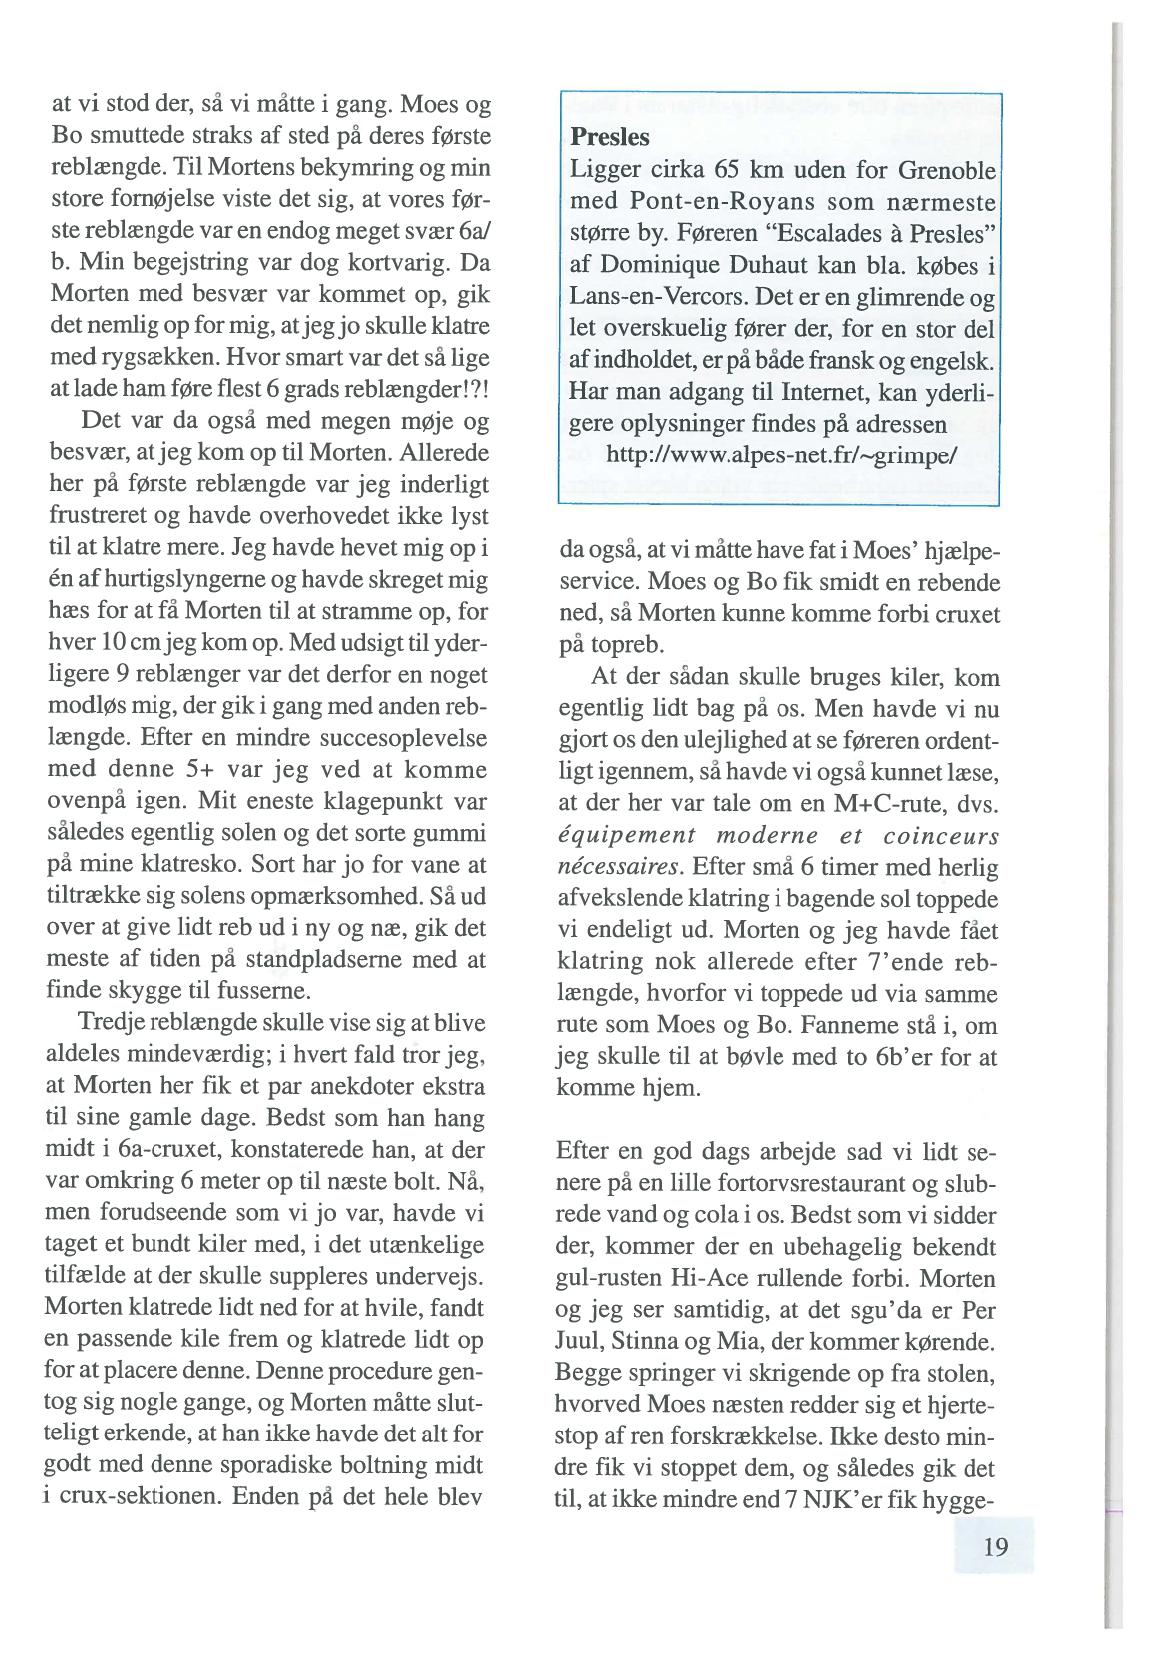 at vi stod der, så vi måtte i gang. Moes og
Bo smuttede straks af sted på deres første
reblængde. Til Mortens bekymring og min
store fornøjelse viste det sig, at vores før-
ste reblængde var en endog meget svær 6a/
b. Min begejstring var dog kortvarig. Da
Morten med besvær var kommet op, gik
det nemlig op for mig, at jeg jo skulle klatre
med rygsækken. Hvor smart var det så lige
at lade ham føre flest 6 grads reblængder!?!
Det var da også med megen møje og
besvær, at jeg kom op til Morten. Allerede
her på første reblængde var jeg inderligt
frustreret og havde overhovedet ikke lyst
til at klatre mere. Jeg havde hevet mig op i
én af hurtigslyngerne og havde skreget mig
hæs for at få Morten til at stramme op, for
hver 10 cm jeg kom op. Med udsigt til yder-
ligere 9 reblænger var det derfor en noget
modløs mig, der gik i gang med anden reb-
længde. Efter en mindre succesoplevelse
med denne 5+ var jeg ved at komme
ovenpå igen. Mit eneste klagepunkt var
således egentlig solen og det sorte gummi
på mine klatresko. Sort har jo for vane at
tiltrække sig solens opmærksomhed. Så ud
over at give lidt reb ud i ny og næ, gik det
meste af tiden på standpladserne med at
finde skygge til fusserne.
Tredje reblængde skulle vise sig at blive
aldeles mindeværdig; i hvert fald tror jeg,
at Morten her fik et par anekdoter ekstra
til sine gamle dage. Bedst som han hang
midt i 6a-cruxet, konstaterede han, at der
var omkring 6 meter op til næste bolt. Nå,
men forudseende som vi jo var, havde vi
taget et bundt kiler med, i det utænkelige
tilfælde at der skulle suppleres undervejs.
Morten klatrede lidt ned for at hvile, fandt
en passende kile frem og klatrede lidt op
for at placere denne. Denne procedure gen-
tog sig nogle gange, og Morten måtte slut-
teligt erkende, at han ikke havde det alt for
godt med denne sporadiske boltning midt
i crux-sektionen. Enden på det hele blev
Presles
Ligger cirka 65 km uden for Grenoble
med Pont-en-Royans som nærmeste
større by. Føreren “Escalades à Presles”
af Dominique Duhaut kan bla. købes i
Lans-en-Vercors. Det er en glimrende og
let overskuelig fører der, for en stor del
af indholdet, er på både fransk og engelsk.
Har man adgang til Internet, kan yderli-
gere oplysninger findes på adressen
http://www.alpes-net.fr/~grimpe/
da også, at vi måtte have fat i Moes’ hjælpe-
service. Moes og Bo fik smidt en rebende
ned, så Morten kunne komme forbi cruxet
på topreb.
At der sådan skulle bruges kiler, kom
egentlig lidt bag på os. Men havde vi nu
gjort os den ulejlighed at se føreren ordent-
ligt igennem, så havde vi også kunnet læse,
at der her var tale om en M+C-rute, dvs.
équipement moderne et coinceurs
nécessaires. Efter små 6 timer med herlig
afvekslende klatring i bagende sol toppede
vi endeligt ud. Morten og jeg havde fået
klatring nok allerede efter 7’ende reb-
længde, hvorfor vi toppede ud via samme
rute som Moes og Bo. Fanneme stå i, om
jeg skulle til at bøvle med to 6b’er for at
komme hjem.
Efter en god dags arbejde sad vi lidt se-
nere på en lille fortorvsrestaurant og slub-
rede vand og cola i os. Bedst som vi sidder
der, kommer der en ubehagelig bekendt
gul-rusten Hi-Ace rullende forbi. Morten
og jeg ser samtidig, at det sgu’da er Per
Juul, Stinna og Mia, der kommer kørende.
Begge springer vi skrigende op fra stolen,
hvorved Moes næsten redder sig et hjerte-
stop af ren forskrækkelse. Ikke desto min-
dre fik vi stoppet dem, og således gik det
til, at ikke mindre end 7 NJK’er fik hygge-
19